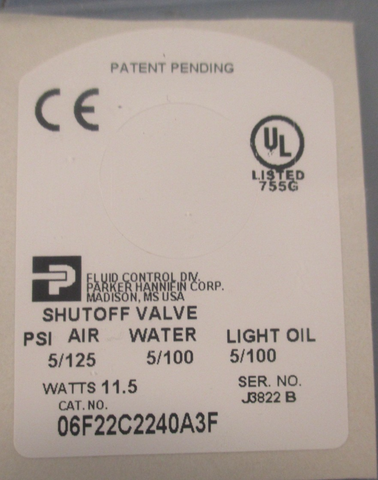 PATENT PENDING
CE
UL
LISTED
755G
P
FLUID CONTROL DIV.
PARKER HANNIFIN CORP.
MADISON, MS USA
SHUTOFF VALVE
PSI AIR WATER LIGHT OIL
5/125 5/100 5/100
WATTS 11.5 SER. NO.
CAT. NO. J3822 B
06F22C2240A3F